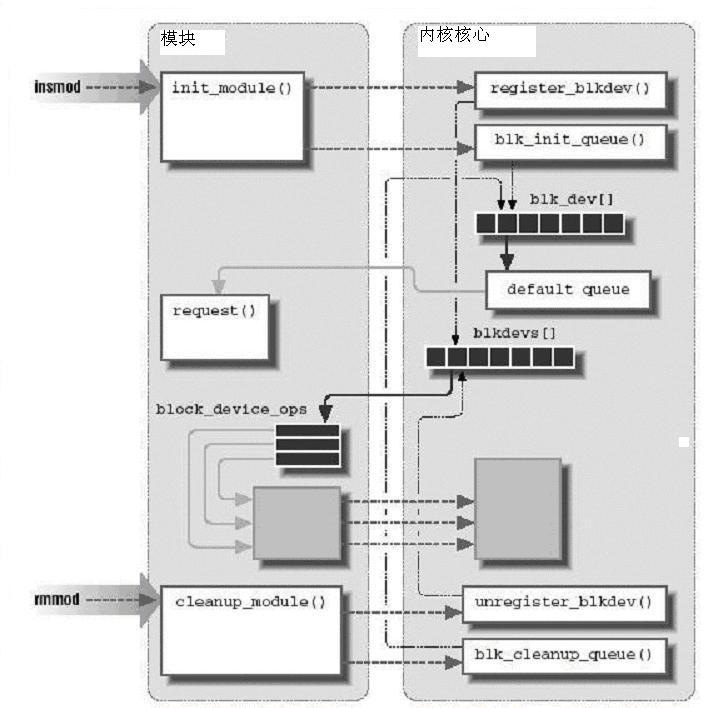 模块
内核核心
insmod
init_module()
register_blkdev()
blk_init_queue()
blk_dev[]
default queue
request()
blkdevs[]
block_device_ops
rmmod
cleanup_module()
unregister_blkdev()
blk_cleanup_queue()